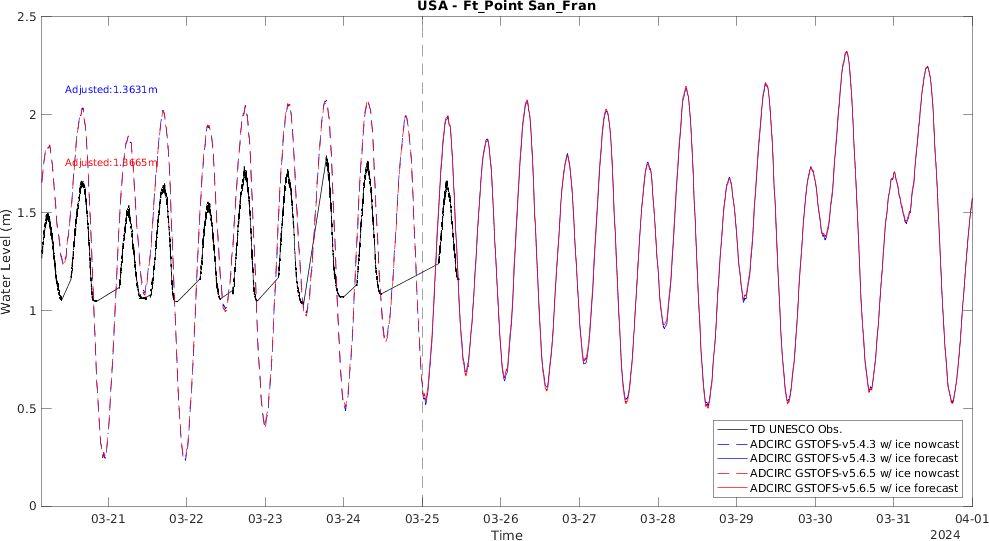 USA - Ft_Point San_Fran
2.5
2
1.5
1
0.5
0
Water Level (m)
Adjusted:1.3631m
Adjusted:1.3665m
TD UNESCO Obs.
ADCIRC GSTOFS-v5.4.3 w/ ice nowcast
ADCIRC GSTOFS-v5.4.3 w/ ice forecast
ADCIRC GSTOFS-v5.6.5 w/ ice nowcast
ADCIRC GSTOFS-v5.6.5 w/ ice forecast
03-21 03-22 03-23 03-24 03-25 03-26 03-27 03-28 03-29 03-30 03-31 04-01
Time
2024